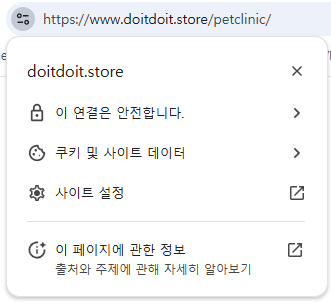 https://www.doitdoit.store/petclinic/
doitdoit.store
이 연결은 안전합니다.
쿠키 및 사이트 데이터
사이트 설정
이 페이지에 관한 정보
출처와 주제에 관해 자세히 알아보기